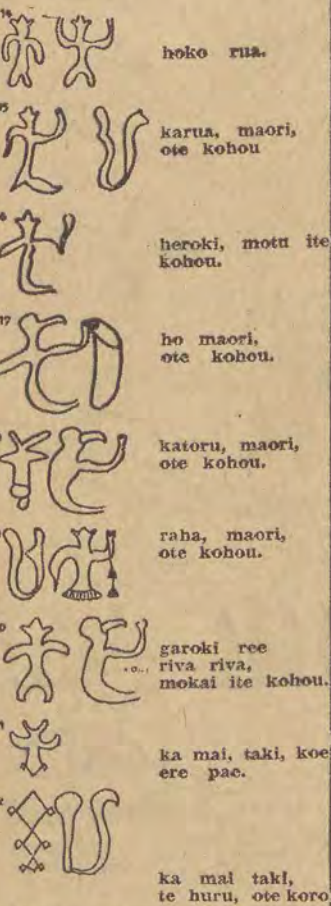 14
hoko rua.
karua, maori,
ote kohou
heroki, motu ite
kohou.
17
ho maori,
ote kohou.
katoru, maori,
ote kohou.
raha, maori,
ote kohou.
garoki ree
riva riva,
mokai ite kohou.
ka mai, taki, koe
ere pae.
ka mai taki,
te huru, ote koro